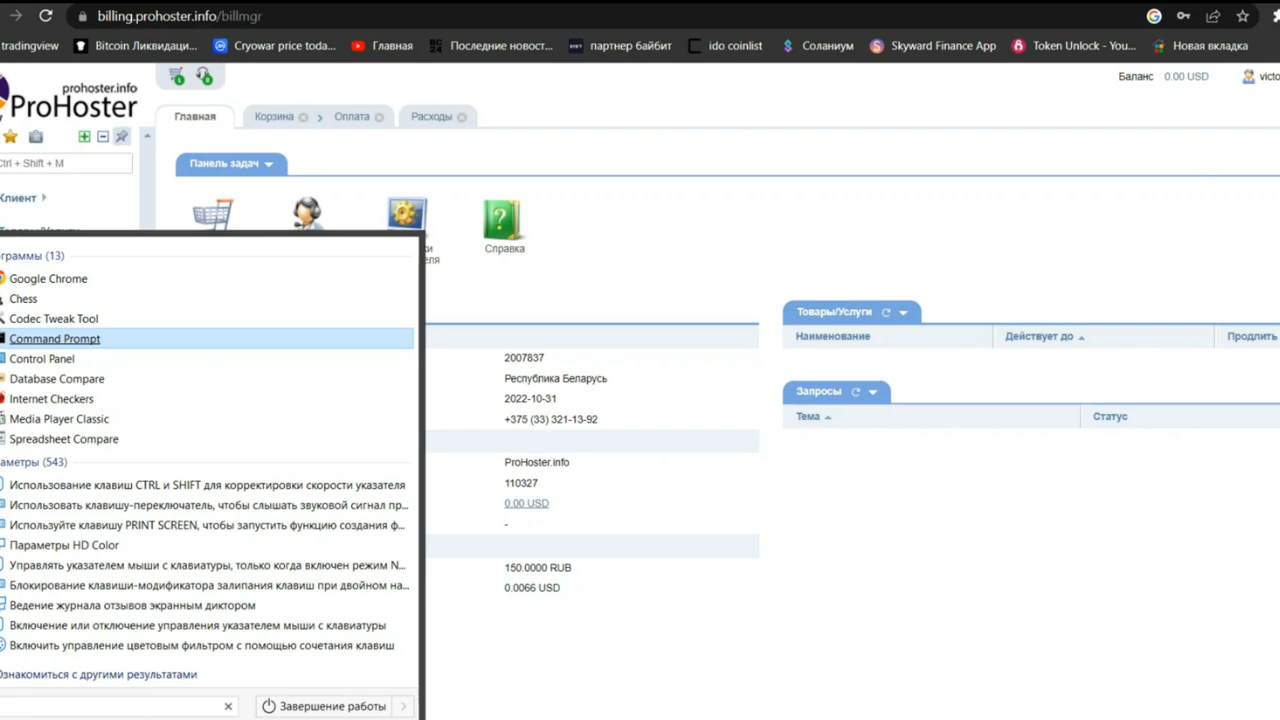 billing.prohoster.info/billmgr
tradingview
Bitcoin Ликвидаци...
Cryowar price toda...
Главная
Последние новост...
партнер байбит
ido coinlist
Соланиум
Skyward Finance App
Token Unlock - You...
Новая вкладка
prohoster.info
ProHoster
Баланс 0.00 USD
victo
Главная
Корзина
Оплата
Расходы
Ctrl + Shift + M
Панель задач
Клиент
Справка
граммы (13)
Google Chrome
Chess
Codec Tweak Tool
Command Prompt
Control Panel
Database Compare
Internet Checkers
Media Player Classic
Spreadsheet Compare
аметры (543)
Использование клавиш CTRL и SHIFT для корректировки скорости указателя
Использовать клавишу-переключатель, чтобы слышать звуковой сигнал пр...
Используйте клавишу PRINT SCREEN, чтобы запустить функцию создания ф...
Параметры HD Color
Управлять указателем мыши с клавиатуры, только когда включен режим N...
Блокирование клавиши-модификатора залипания клавиш при двойном на...
Ведение журнала отзывов экранным диктором
Включение или отключение управления указателем мыши с клавиатуры
Включить управление цветовым фильтром с помощью сочетания клавиш
Ознакомиться с другими результатами
Завершение работы
ки
еля
2007837
Республика Беларусь
2022-10-31
+375 (33) 321-13-92
ProHoster.info
110327
0.00 USD
-
150.0000 RUB
0.0066 USD
Товары/Услуги
Наименование
Действует до
Продлить
Запросы
Тема
Статус